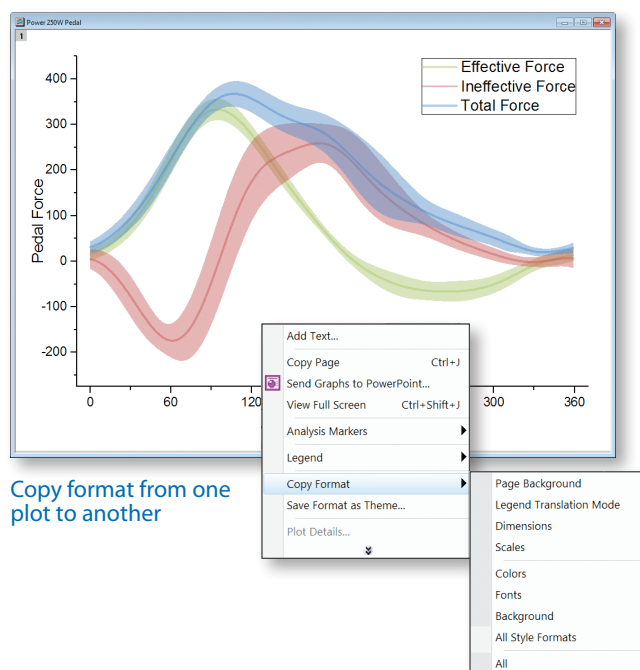 Power 250W Pedal
1
Effective Force
Ineffective Force
Total Force
Pedal Force
400
300
200
100
0
-100
-200
0
60
120
300
360
Add Text...
Copy Page Ctrl+J
Send Graphs to PowerPoint...
View Full Screen Ctrl+Shift+J
Analysis Markers
Legend
Copy Format
Save Format as Theme...
Plot Details...
Page Background
Legend Translation Mode
Dimensions
Scales
Colors
Fonts
Background
All Style Formats
All
Copy format from one
plot to another